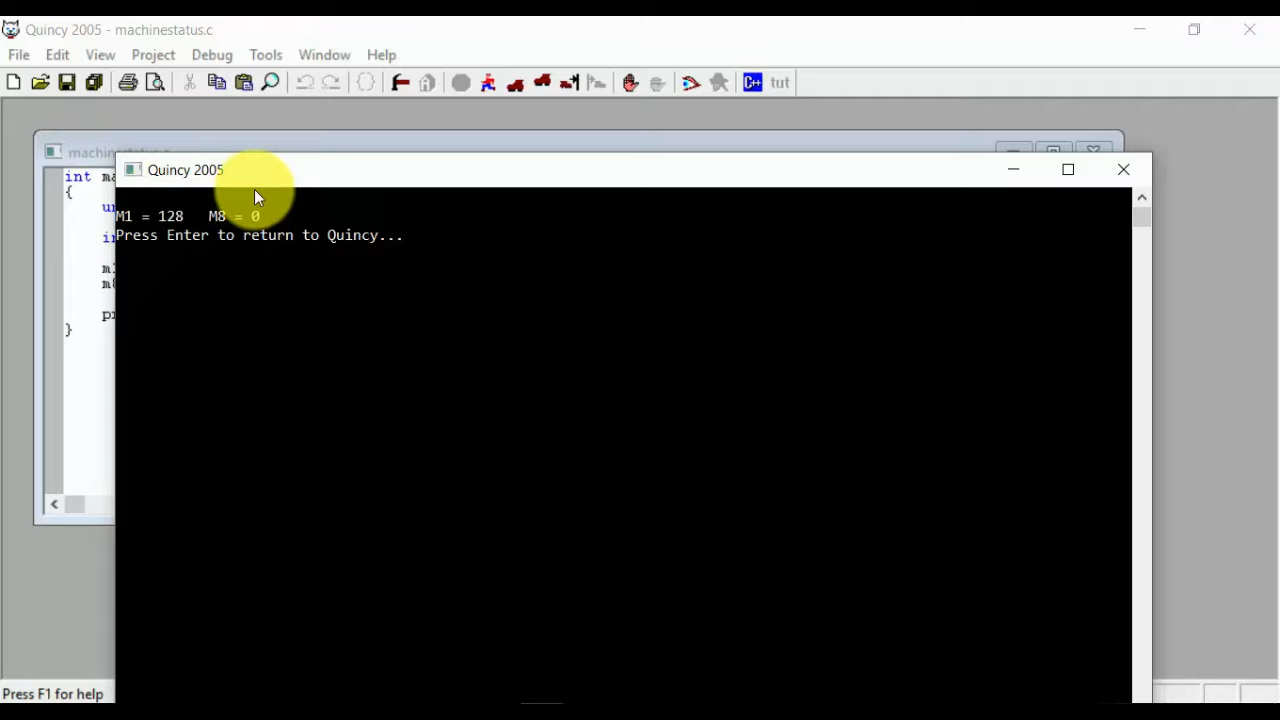 Quincy 2005 - machinestatus.c
File Edit View Project Debug Tools Window Help
C++ tut
Quincy 2005
int
{
M1 = 128 M8 = 0
Press Enter to return to Quincy...
}
Press F1 for help